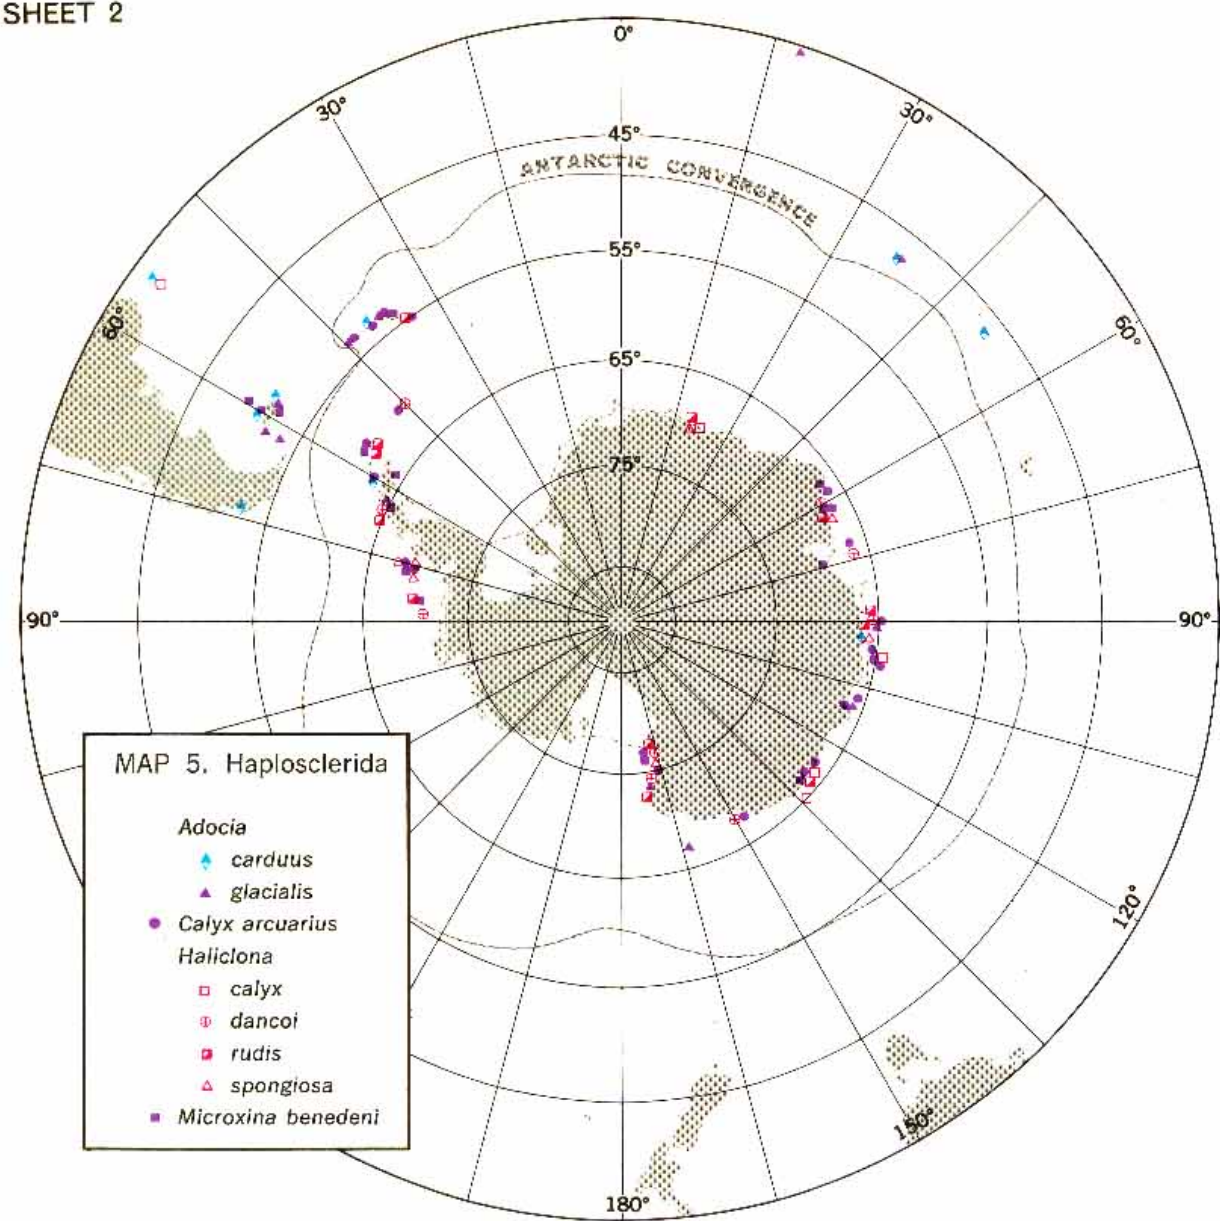 SHEET 2
0°
30°
30°
45°
ANTARCTIC CONVERGENCE
55°
60°
60°
65°
75°
90°
90°
120°
150°
180°
MAP 5. Haplosclerida
Adocia
carduus
glacialis
Calyx arcuarius
Haliclona
calyx
dancoi
rudis
spongiosa
Microxina benedeni